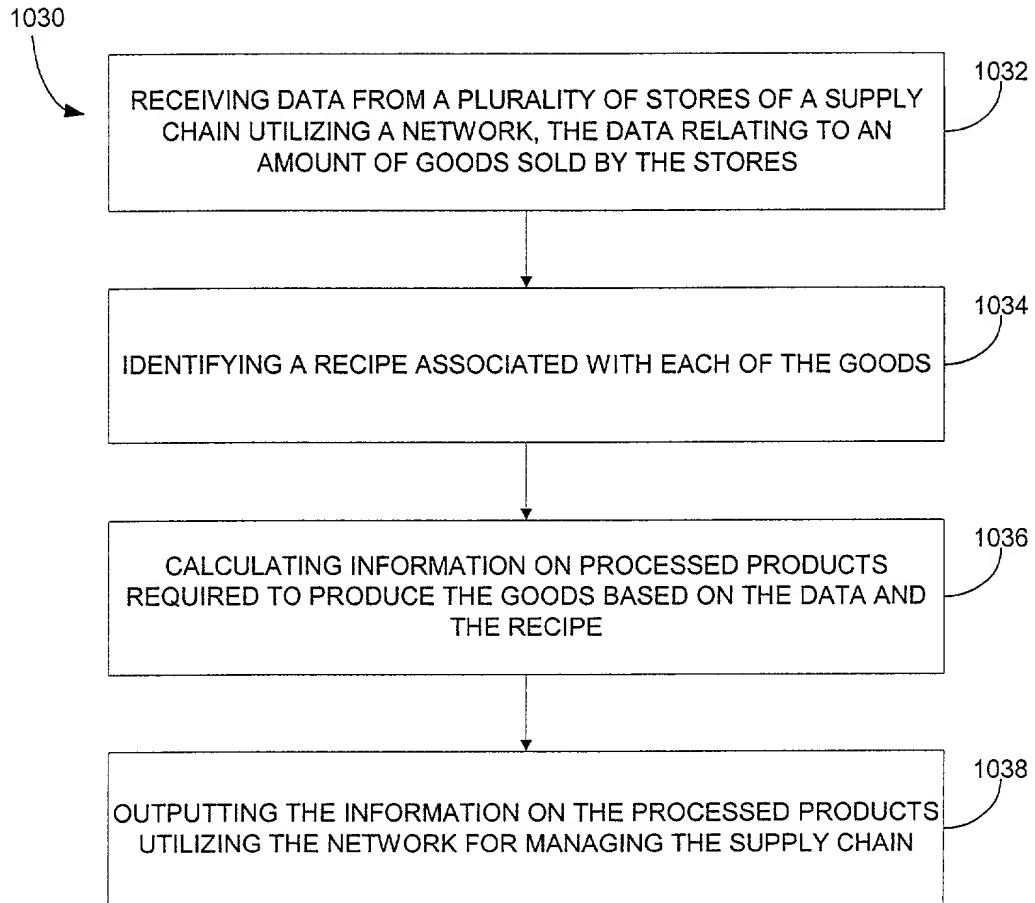 1030
1032
RECEIVING DATA FROM A PLURALITY OF STORES OF A SUPPLY
CHAIN UTILIZING A NETWORK, THE DATA RELATING TO AN
AMOUNT OF GOODS SOLD BY THE STORES
1034
IDENTIFYING A RECIPE ASSOCIATED WITH EACH OF THE GOODS
1036
CALCULATING INFORMATION ON PROCESSED PRODUCTS
REQUIRED TO PRODUCE THE GOODS BASED ON THE DATA AND
THE RECIPE
1038
OUTPUTTING THE INFORMATION ON THE PROCESSED PRODUCTS
UTILIZING THE NETWORK FOR MANAGING THE SUPPLY CHAIN